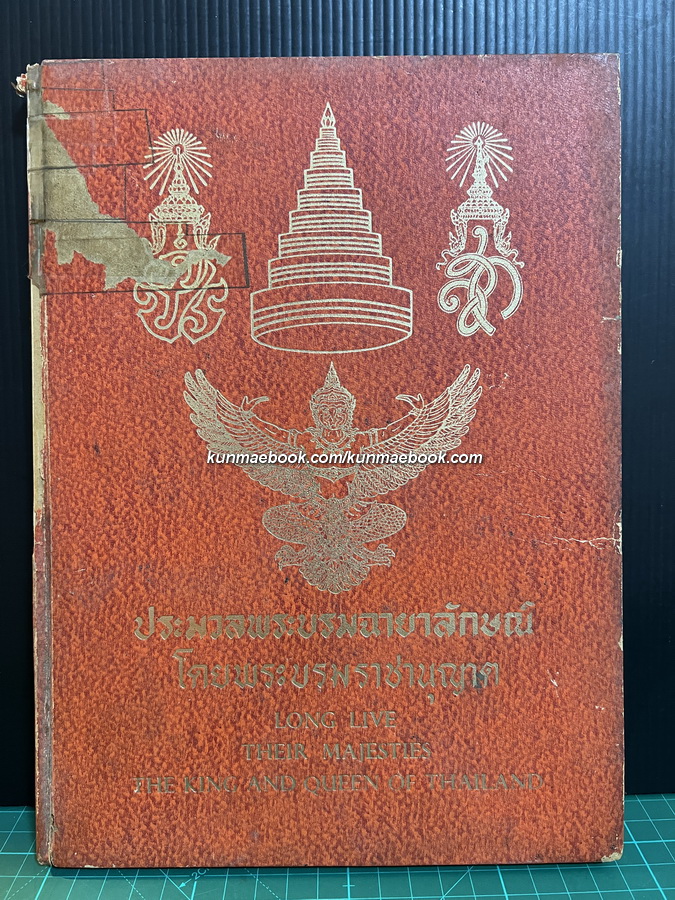 kunmaebook.com/kunmaebook.com
ประมวลพระบรมฉายาลักษณ์
โดยพระบรมราชานุญาต
LONG LIVE
THEIR MAJESTIES
THE KING AND QUEEN OF THAILAND